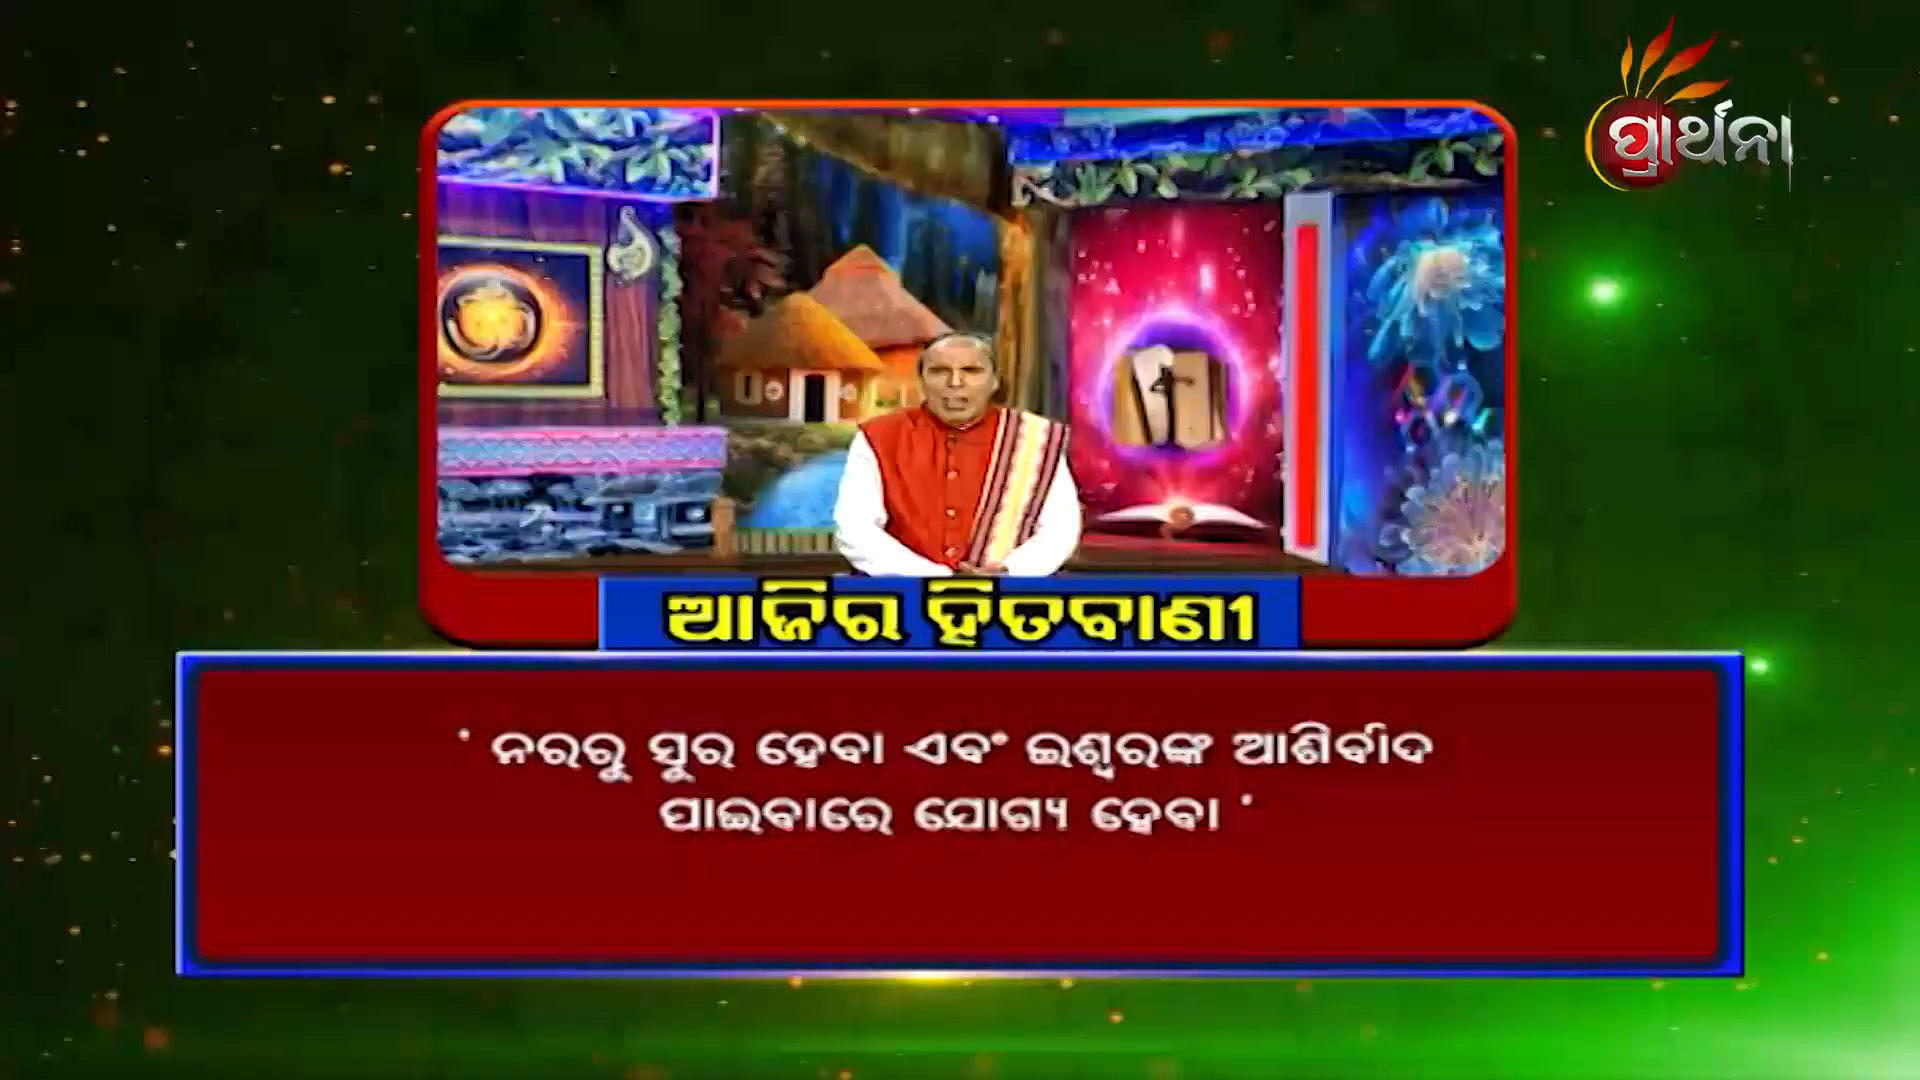 ପ୍ରାର୍ଥନା
ଆଜିର ହିତବାଣୀ
‘ ନରରୁ ସୁର ହେବା ଏବଂ ଇଶ୍ୱରଙ୍କ ଆଶିର୍ବାଦ
ପାଇବାରେ ଯୋଗ୍ୟ ହେବା ‘